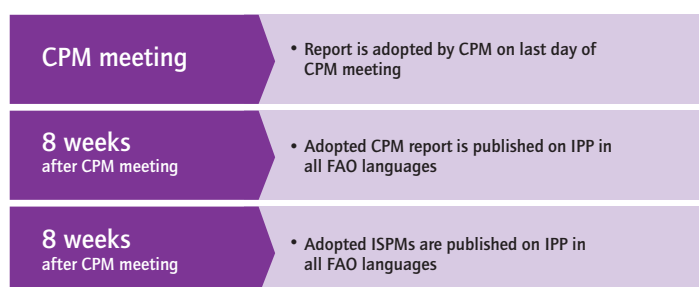 CPM meeting
• Report is adopted by CPM on last day of
CPM meeting
8 weeks
after CPM meeting
• Adopted CPM report is published on IPP in
all FAO languages
8 weeks
after CPM meeting
• Adopted ISPMs are published on IPP in
all FAO languages